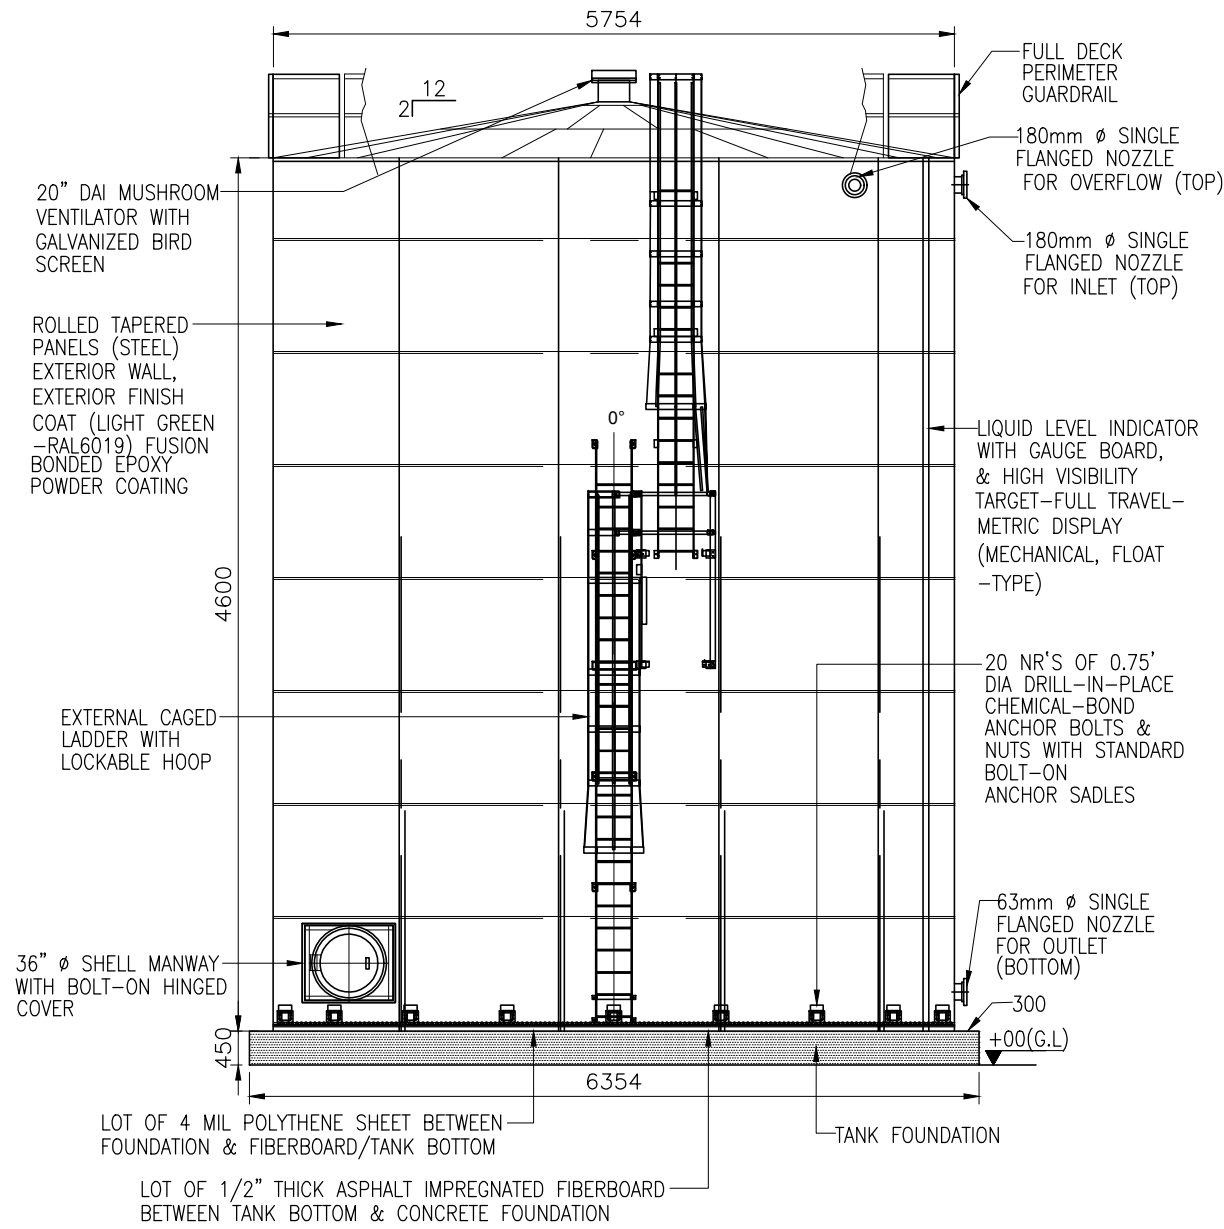 5754
12
2
FULL DECK
PERIMETER
GUARDRAIL
180mm ø SINGLE
FLANGED NOZZLE
FOR OVERFLOW (TOP)
20” DAI MUSHROOM
VENTILATOR WITH
GALVANIZED BIRD
SCREEN
180mm ø SINGLE
FLANGED NOZZLE
FOR INLET (TOP)
ROLLED TAPERED
PANELS (STEEL)
EXTERIOR WALL,
EXTERIOR FINISH
COAT (LIGHT GREEN
-RAL6019) FUSION
BONDED EPOXY
POWDER COATING
0°
LIQUID LEVEL INDICATOR
WITH GAUGE BOARD,
& HIGH VISIBILITY
TARGET-FULL TRAVEL-
METRIC DISPLAY
(MECHANICAL, FLOAT
-TYPE)
4600
20 NR'S OF 0.75'
DIA DRILL-IN-PLACE
CHEMICAL-BOND
ANCHOR BOLTS &
NUTS WITH STANDARD
BOLT-ON
ANCHOR SADLES
EXTERNAL CAGED
LADDER WITH
LOCKABLE HOOP
63mm ø SINGLE
FLANGED NOZZLE
FOR OUTLET
(BOTTOM)
36” ø SHELL MANWAY
WITH BOLT-ON HINGED
COVER
300
+00(G.L)
450
6354
LOT OF 4 MIL POLYTHENE SHEET BETWEEN
FOUNDATION & FIBERBOARD/TANK BOTTOM
TANK FOUNDATION
LOT OF 1/2” THICK ASPHALT IMPREGNATED FIBERBOARD
BETWEEN TANK BOTTOM & CONCRETE FOUNDATION